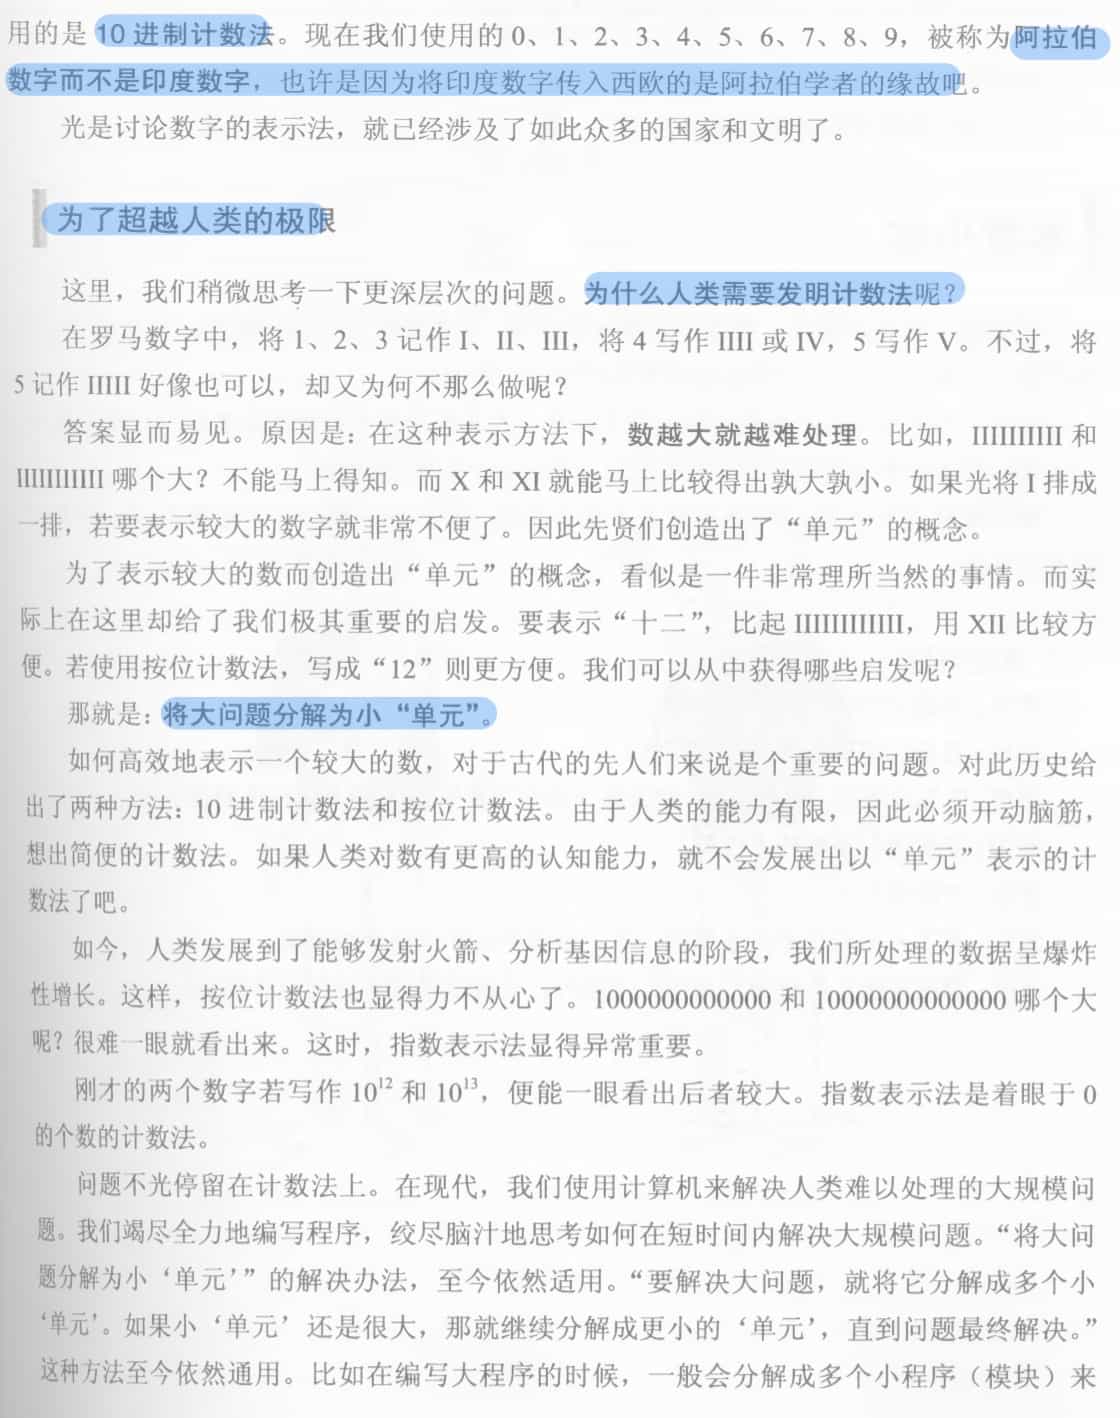 用的是 10 进制计数法。现在我们使用的 0、1、2、3、4、5、6、7、8、9，被称为阿拉伯
数字而不是印度数字，也许是因为将印度数字传入西欧的是阿拉伯学者的缘故吧。
光是讨论数字的表示法，就已经涉及了如此众多的国家和文明了。
为了超越人类的极限
这里，我们稍微思考一下更深层次的问题。为什么人类需要发明计数法呢？
在罗马数字中，将 1、2、3 记作 I、II、III，将 4 写作 IIII 或 IV，5 写作 V。不过，将
5 记作 IIIII 好像也可以，却又为何不那么做呢？
答案显而易见。原因是：在这种表示方法下，数越大就越难处理。比如，IIIIIIIIII 和
IIIIIIIIIII 哪个大？不能马上得知。而 X 和 XI 就能马上比较得出孰大孰小。如果光将 I 排成
一排，若要表示较大的数字就非常不便了。因此先贤们创造出了“单元”的概念。
为了表示较大的数而创造出“单元”的概念，看似是一件非常理所当然的事情。而实
际上在这里却给了我们极其重要的启发。要表示“十二”，比起 IIIIIIIIIIII，用 XII 比较方
便。若使用按位计数法，写成“12”则更方便。我们可以从中获得哪些启发呢？
那就是：将大问题分解为小“单元”。
如何高效地表示一个较大的数，对于古代的先人们来说是个重要的问题。对此历史给
出了两种方法：10 进制计数法和按位计数法。由于人类的能力有限，因此必须开动脑筋，
想出简便的计数法。如果人类对数有更高的认知能力，就不会发展出以“单元”表示的计
数法了吧。
如今，人类发展到了能够发射火箭、分析基因信息的阶段，我们所处理的数据呈爆炸
性增长。这样，按位计数法也显得力不从心了。1000000000000 和 10000000000000 哪个大
呢？很难一眼就看出来。这时，指数表示法显得异常重要。
刚才的两个数字若写作 10¹² 和 10¹³，便能一眼看出后者较大。指数表示法是着眼于 0
的个数的计数法。
问题不光停留在计数法上。在现代，我们使用计算机来解决人类难以处理的大规模问
题。我们竭尽全力地编写程序，绞尽脑汁地思考如何在短时间内解决大规模问题。“将大问
题分解为小‘单元’”的解决办法，至今依然适用。“要解决大问题，就将它分解成多个小
‘单元’。如果小‘单元’还是很大，那就继续分解成更小的‘单元’，直到问题最终解决。”
这种方法至今依然通用。比如在编写大程序的时候，一般会分解成多个小程序（模块）来